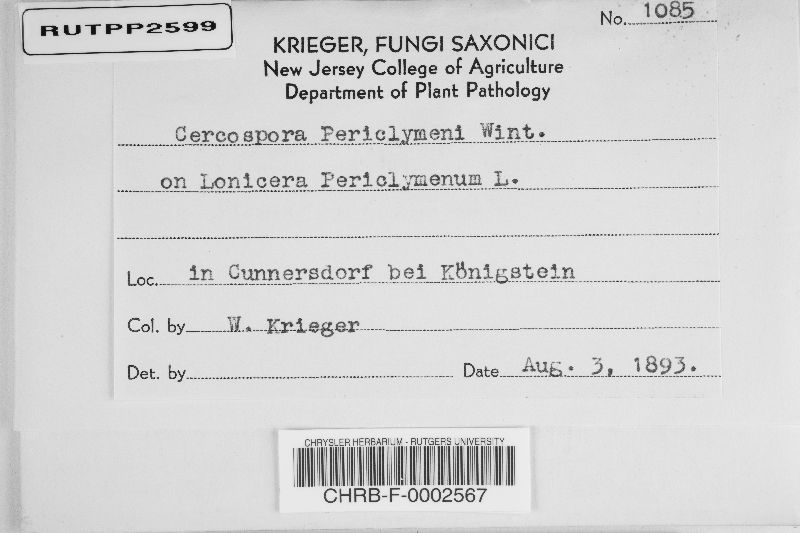 RUTPP2599
No. 1085
KRIEGER, FUNGI SAXONICI
New Jersey College of Agriculture
Department of Plant Pathology
Cercospora Periclymeni Wint.
on Lonicera Periclymenum L.
Loc. in Cunnersdorf bei Königstein
Col. by W. Krieger
Det. by
Date Aug. 3, 1893.
CHRYSLER HERBARIUM - RUTGERS UNIVERSITY
CHRB-F-0002567